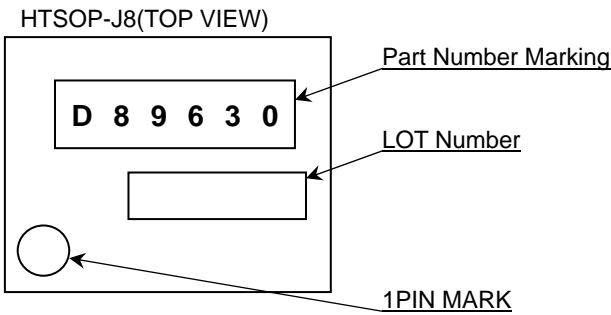 HTSOP-J8(TOP VIEW)
Part Number Marking
D 8 9 6 3 0
LOT Number
1PIN MARK